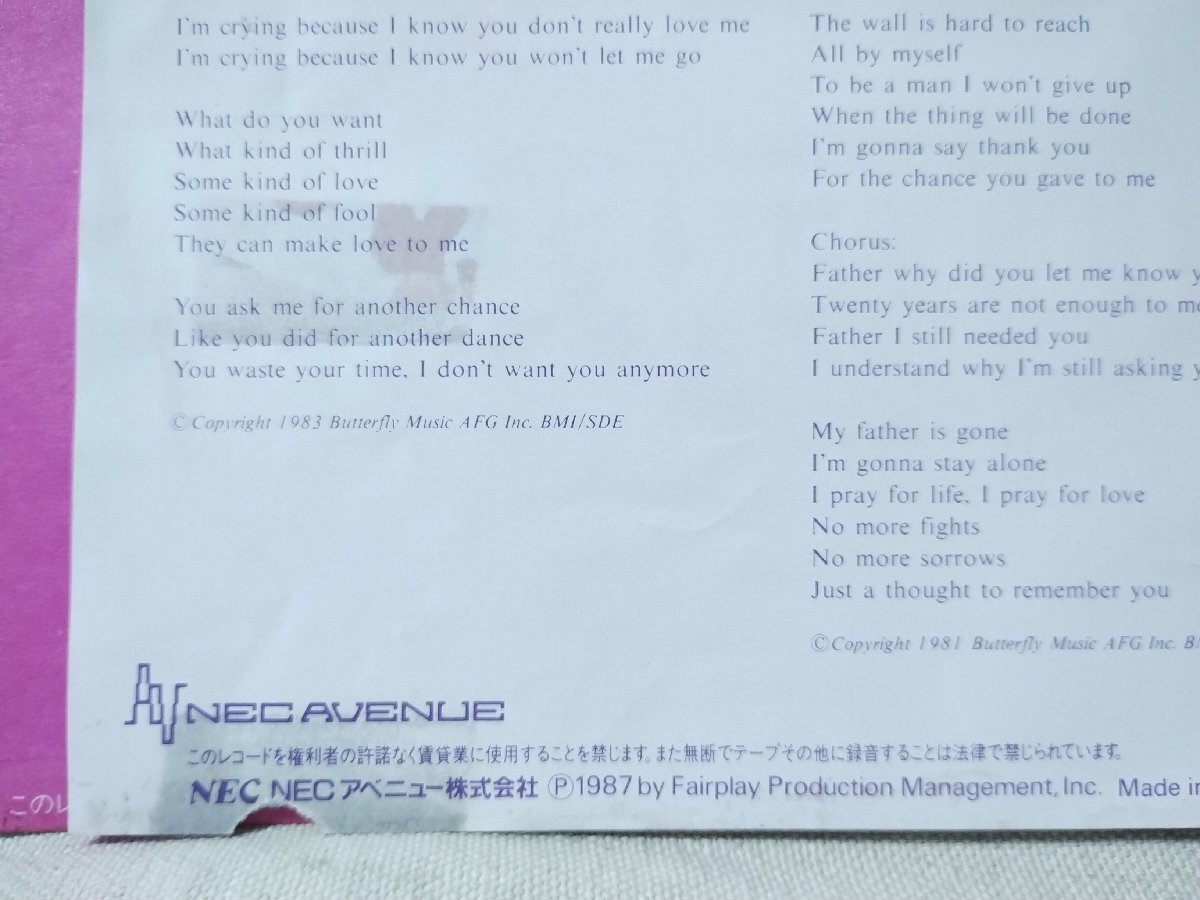 I'm crying because I know you don't really love me
I'm crying because I know you won't let me go
What do you want
What kind of thrill
Some kind of love
Some kind of fool
They can make love to me
You ask me for another chance
Like you did for another dance
You waste your time, I don't want you anymore
©Copyright 1983 Butterfly Music AFG Inc. BMI/SDE
The wall is hard to reach
All by myself
To be a man I won't give up
When the thing will be done
I'm gonna say thank you
For the chance you gave to me
Chorus:
Father why did you let me know
Twenty years are not enough to me
Father I still needed you
I understand why I'm still asking
My father is gone
I'm gonna stay alone
I pray for life, I pray for love
No more fights
No more sorrows
Just a thought to remember you
©Copyright 1981 Butterfly Music AFG Inc.
NEC AVENUE
このレコードを権利者の許諾なく賃貸業に使用することを禁じます。また無断でテープその他に録音することは法律で禁じられています。
NEC NECアベニュー株式会社 Ⓟ1987 by Fairplay Production Management, Inc. Made in
このレ